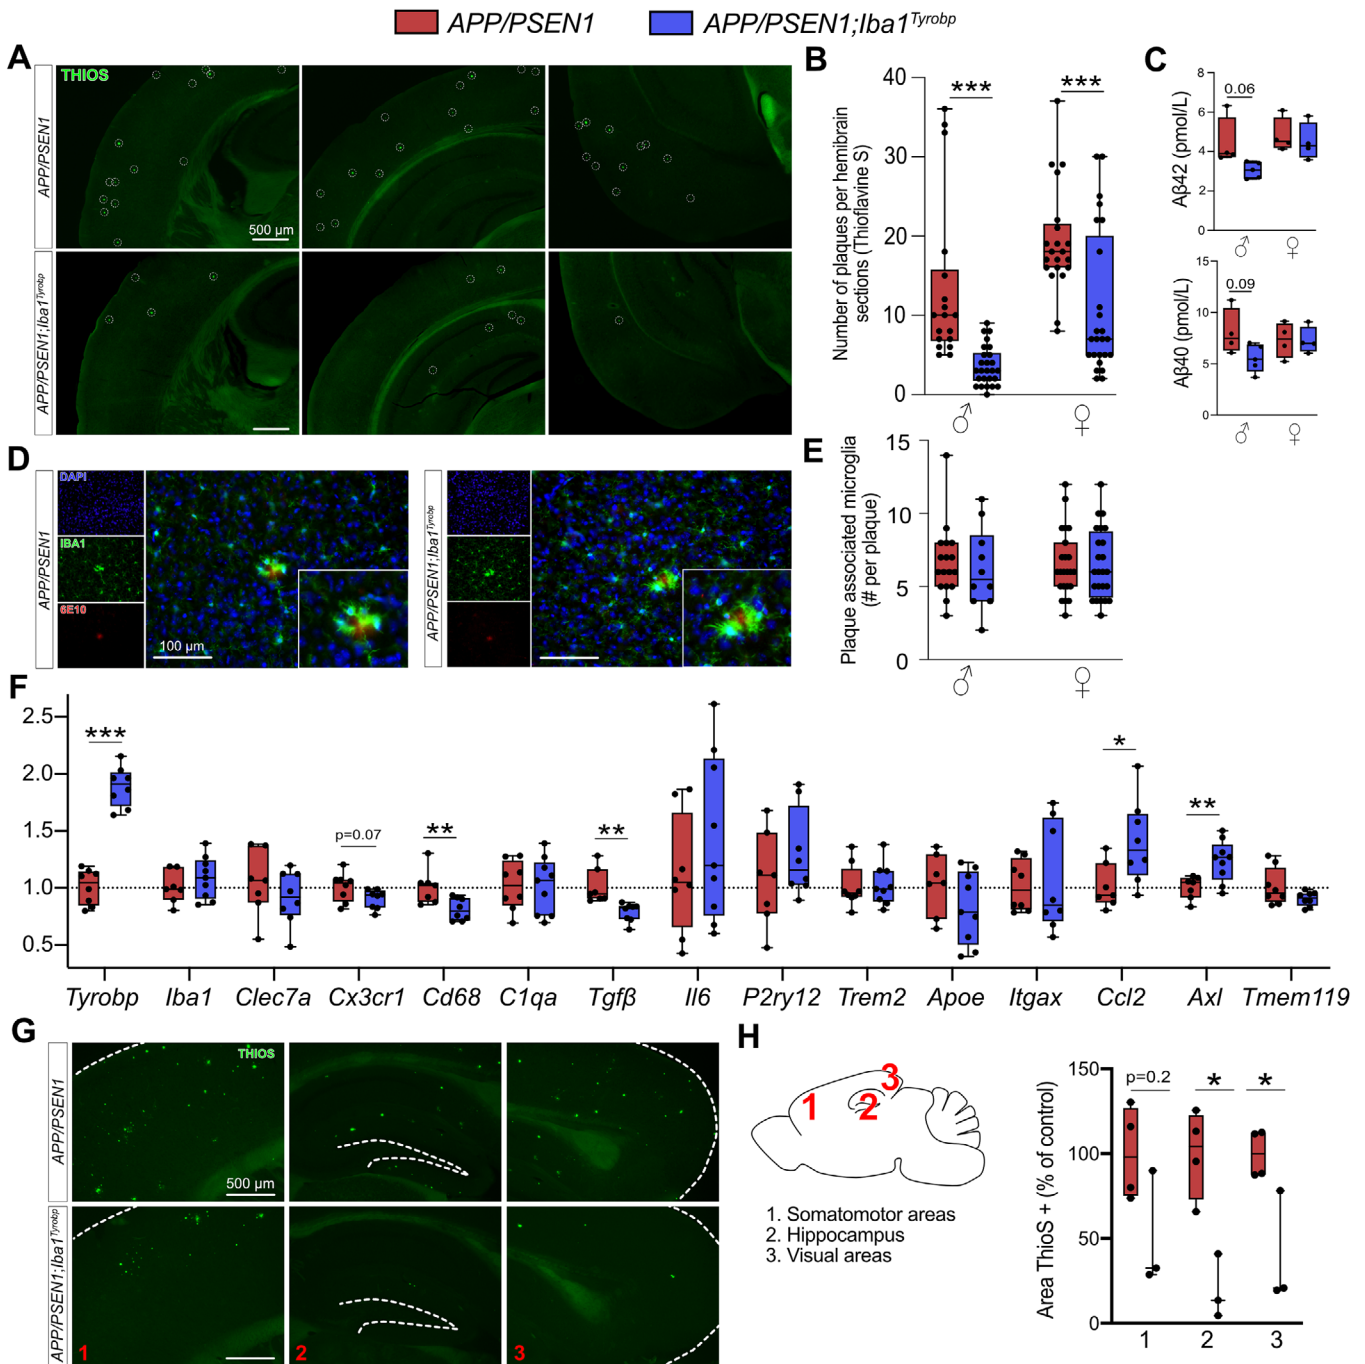 APP/PSEN1
APP/PSEN1;Iba1Tyrobp
A
APP/PSEN1
THIOS
500 µm
APP/PSEN1;Iba1Tyrobp
B
Number of plaques per hemibrain
sections (Thioflavine S)
40
30
20
10
0
***
***
♂
♀
C
Aβ42 (pmol/L)
8
6
4
2
0
0.06
♂
♀
Aβ40 (pmol/L)
15
10
5
0
0.09
♂
♀
D
APP/PSEN1
DAPI
IBA1
6E10
100 µm
APP/PSEN1;Iba1Tyrobp
E
Plaque associated microglia
(# per plaque)
15
10
5
0
♂
♀
F
2.5
2.0
1.5
1.0
0.5
***
p=0.07
**
**
*
**
Tyrobp
Iba1
Clec7a
Cx3cr1
Cd68
C1qa
Tgfβ
Il6
P2ry12
Trem2
Apoe
Itgax
Ccl2
Axl
Tmem119
G
APP/PSEN1
THIOS
500 µm
APP/PSEN1;Iba1Tyrobp
1
2
3
H
1
2
3
1. Somatomotor areas
2. Hippocampus
3. Visual areas
Area ThioS + (% of control)
150
100
50
0
p=0.2
*
*
1
2
3